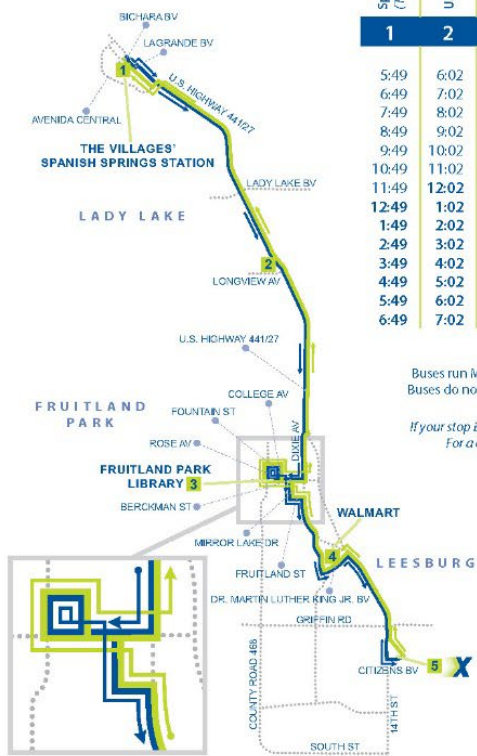 BICHARA BV
LAGRANDE BV
1
U.S. HIGHWAY 441/27
AVENIDA CENTRAL
THE VILLAGES'
SPANISH SPRINGS STATION
LADY LAKE BV
LADY LAKE
2
LONGVIEW AV
U.S. HIGHWAY 441/27
COLLEGE AV
FRUITLAND
PARK
FOUNTAIN ST
DIXIE AV
ROSE AV
FRUITLAND PARK
LIBRARY 3
BERCKMAN ST
WALMART
MIRROR LAKE DR
4
LEESBURG
FRUITLAND ST
DR. MARTIN LUTHER KING JR. BV
GRIFFIN RD
COUNTY ROAD 466
5 X
CITIZENS BV
14TH ST
SOUTH ST
1 2
5:49 6:02
6:49 7:02
7:49 8:02
8:49 9:02
9:49 10:02
10:49 11:02
11:49 12:02
12:49 1:02
1:49 2:02
2:49 3:02
3:49 4:02
4:49 5:02
5:49 6:02
6:49 7:02
Buses run M
Buses do no
If your stop
For a